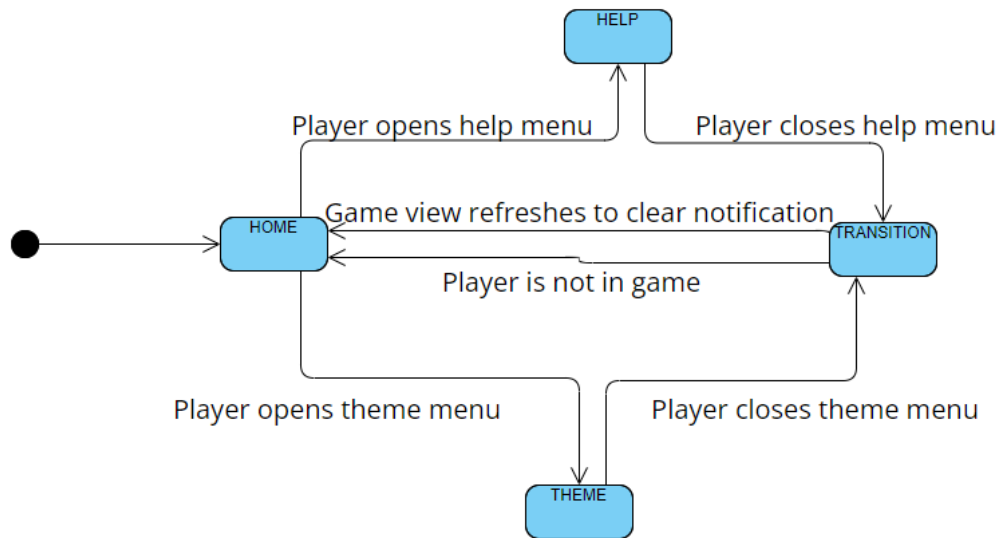 HELP
Player opens help menu
Player closes help menu
Game view refreshes to clear notification
HOME
TRANSITION
Player is not in game
Player opens theme menu
Player closes theme menu
THEME